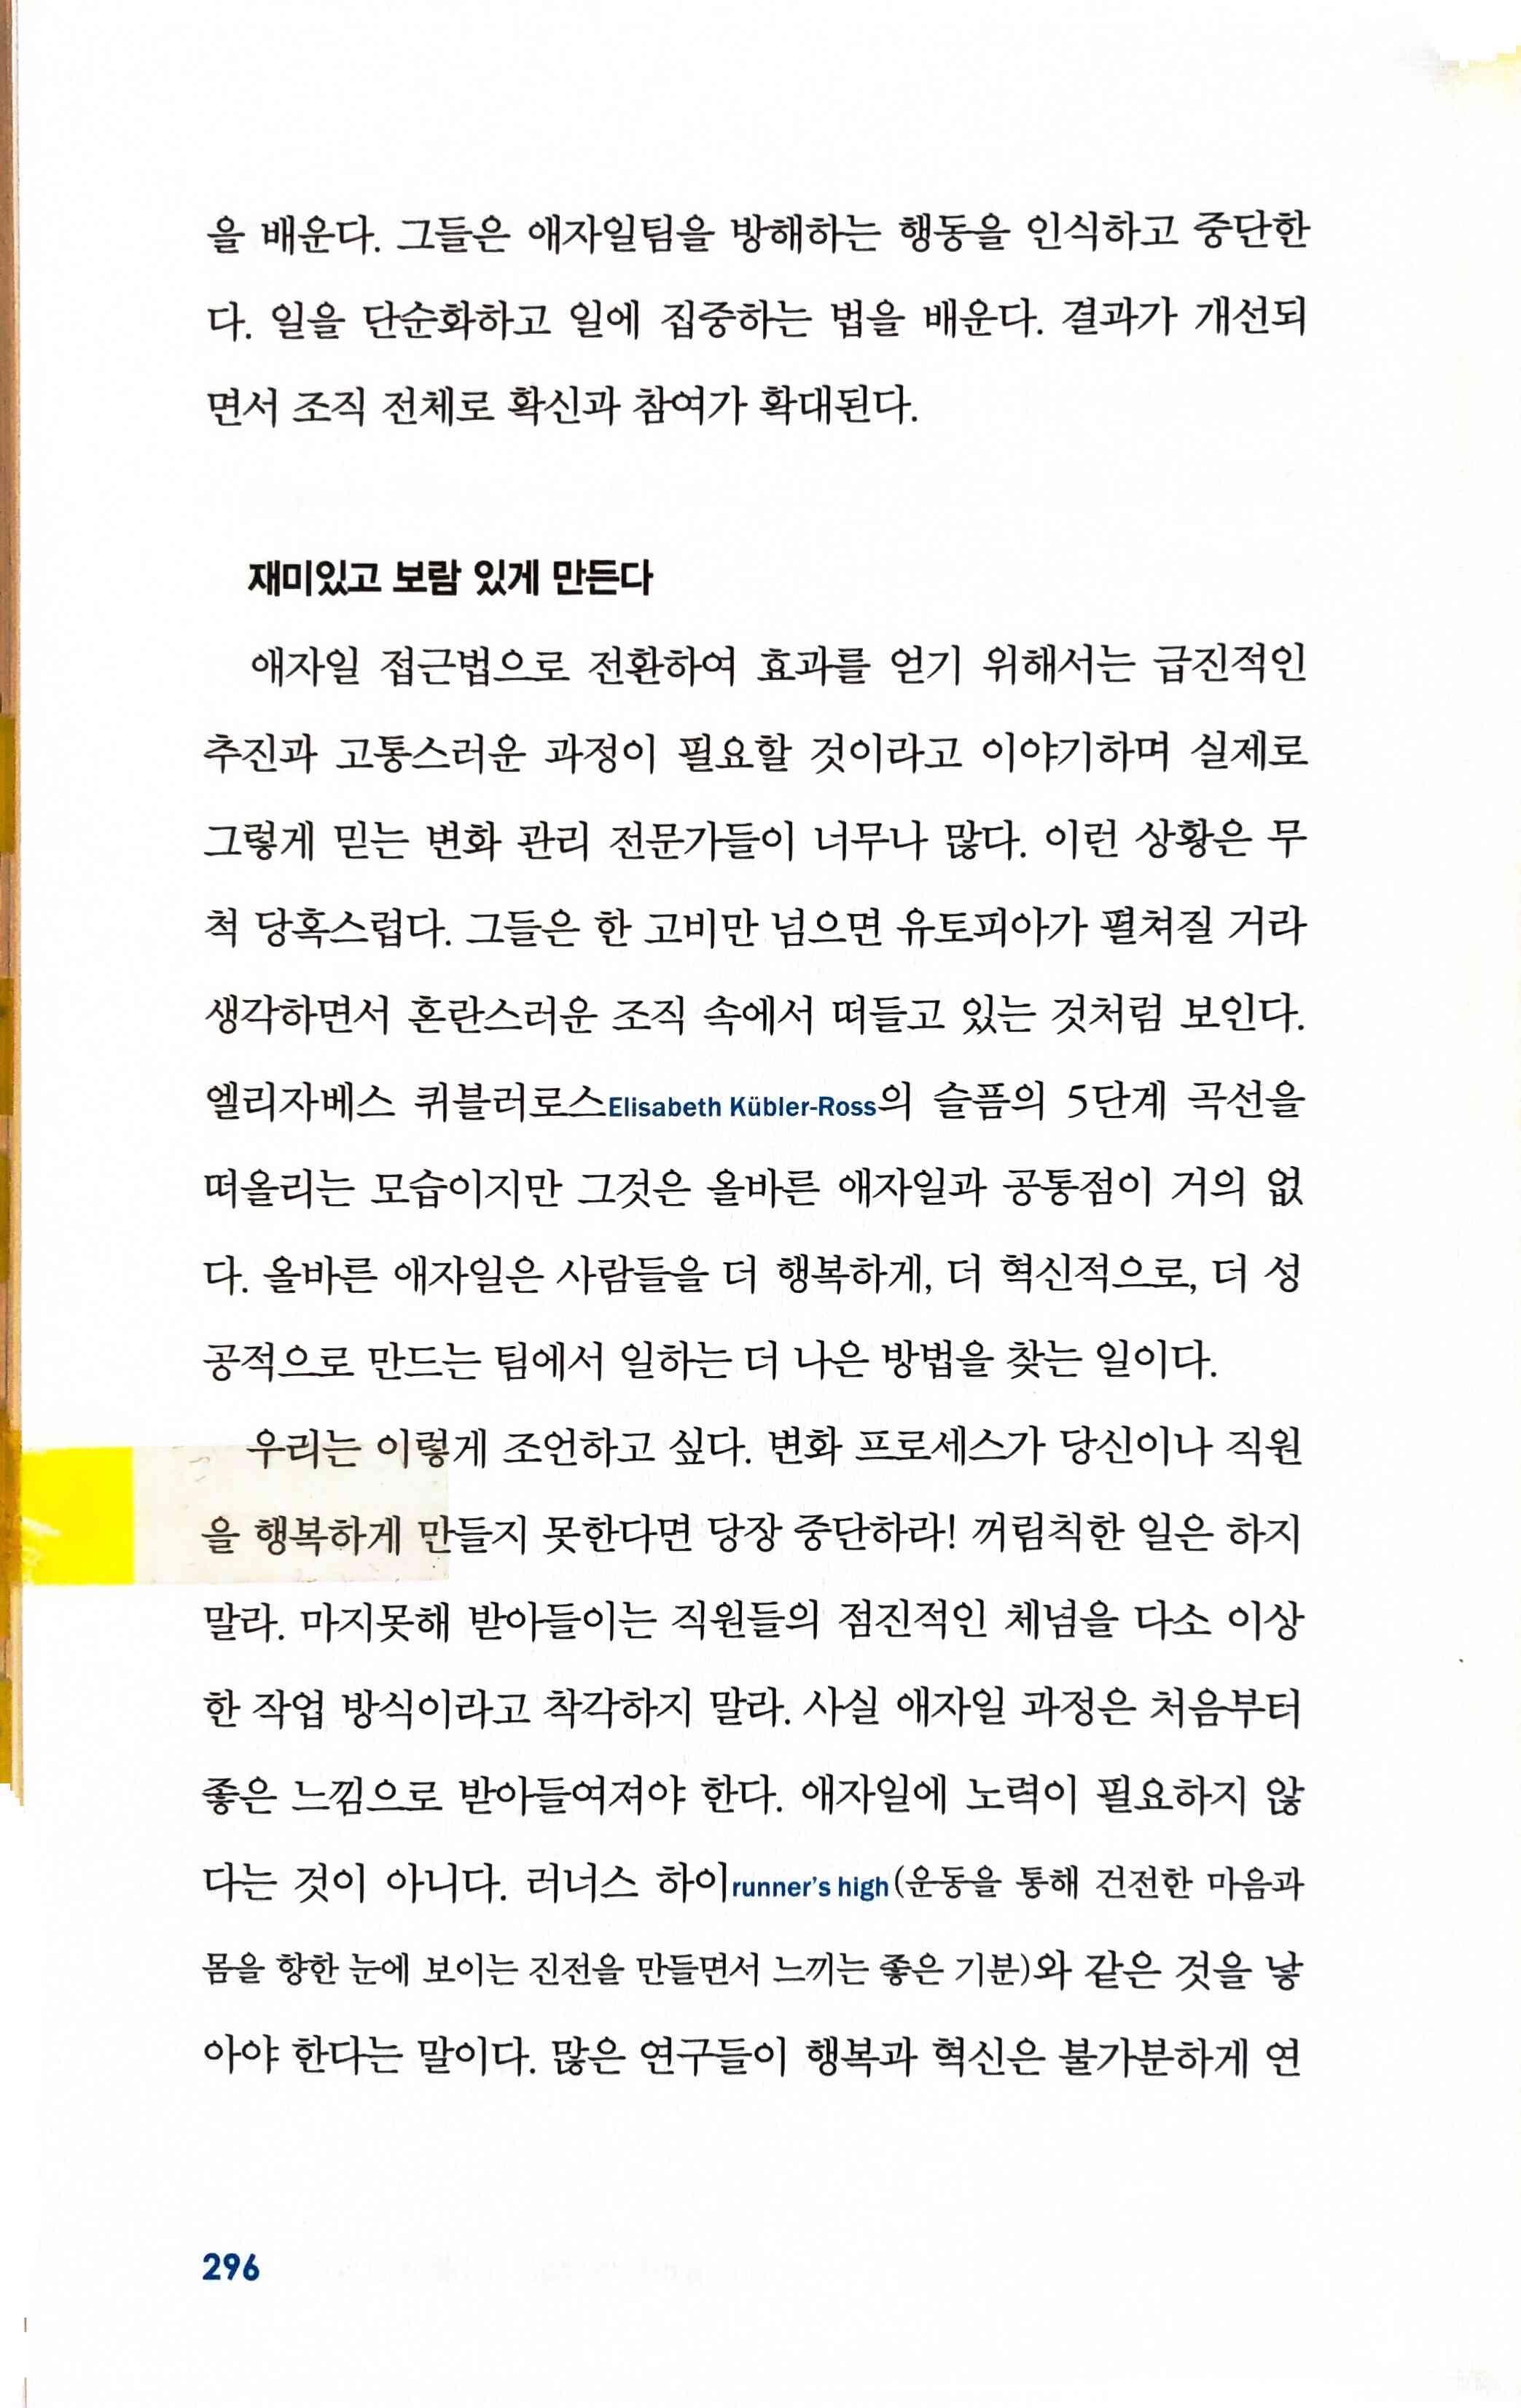 을 배운다. 그들은 애자일팀을 방해하는 행동을 인식하고 중단한
다. 일을 단순화하고 일에 집중하는 법을 배운다. 결과가 개선되
면서 조직 전체로 확신과 참여가 확대된다.
재미있고 보람 있게 만든다
애자일 접근법으로 전환하여 효과를 얻기 위해서는 급진적인
추진과 고통스러운 과정이 필요할 것이라고 이야기하며 실제로
그렇게 믿는 변화 관리 전문가들이 너무나 많다. 이런 상황은 무
척 당혹스럽다. 그들은 한 고비만 넘으면 유토피아가 펼쳐질 거라
생각하면서 혼란스러운 조직 속에서 떠들고 있는 것처럼 보인다.
엘리자베스 퀴블러로스Elisabeth Kübler-Ross의 슬픔의 5단계 곡선을
떠올리는 모습이지만 그것은 올바른 애자일과 공통점이 거의 없
다. 올바른 애자일은 사람들을 더 행복하게, 더 혁신적으로, 더 성
공적으로 만드는 팀에서 일하는 더 나은 방법을 찾는 일이다.
우리는 이렇게 조언하고 싶다. 변화 프로세스가 당신이나 직원
을 행복하게 만들지 못한다면 당장 중단하라! 꺼림칙한 일은 하지
말라. 마지못해 받아들이는 직원들의 점진적인 체념을 다소 이상
한 작업 방식이라고 착각하지 말라. 사실 애자일 과정은 처음부터
좋은 느낌으로 받아들여져야 한다. 애자일에 노력이 필요하지 않
다는 것이 아니다. 러너스 하이runner's high(운동을 통해 건전한 마음과
몸을 향한 눈에 보이는 진전을 만들면서 느끼는 좋은 기분)와 같은 것을 낳
아야 한다는 말이다. 많은 연구들이 행복과 혁신은 불가분하게 연
296